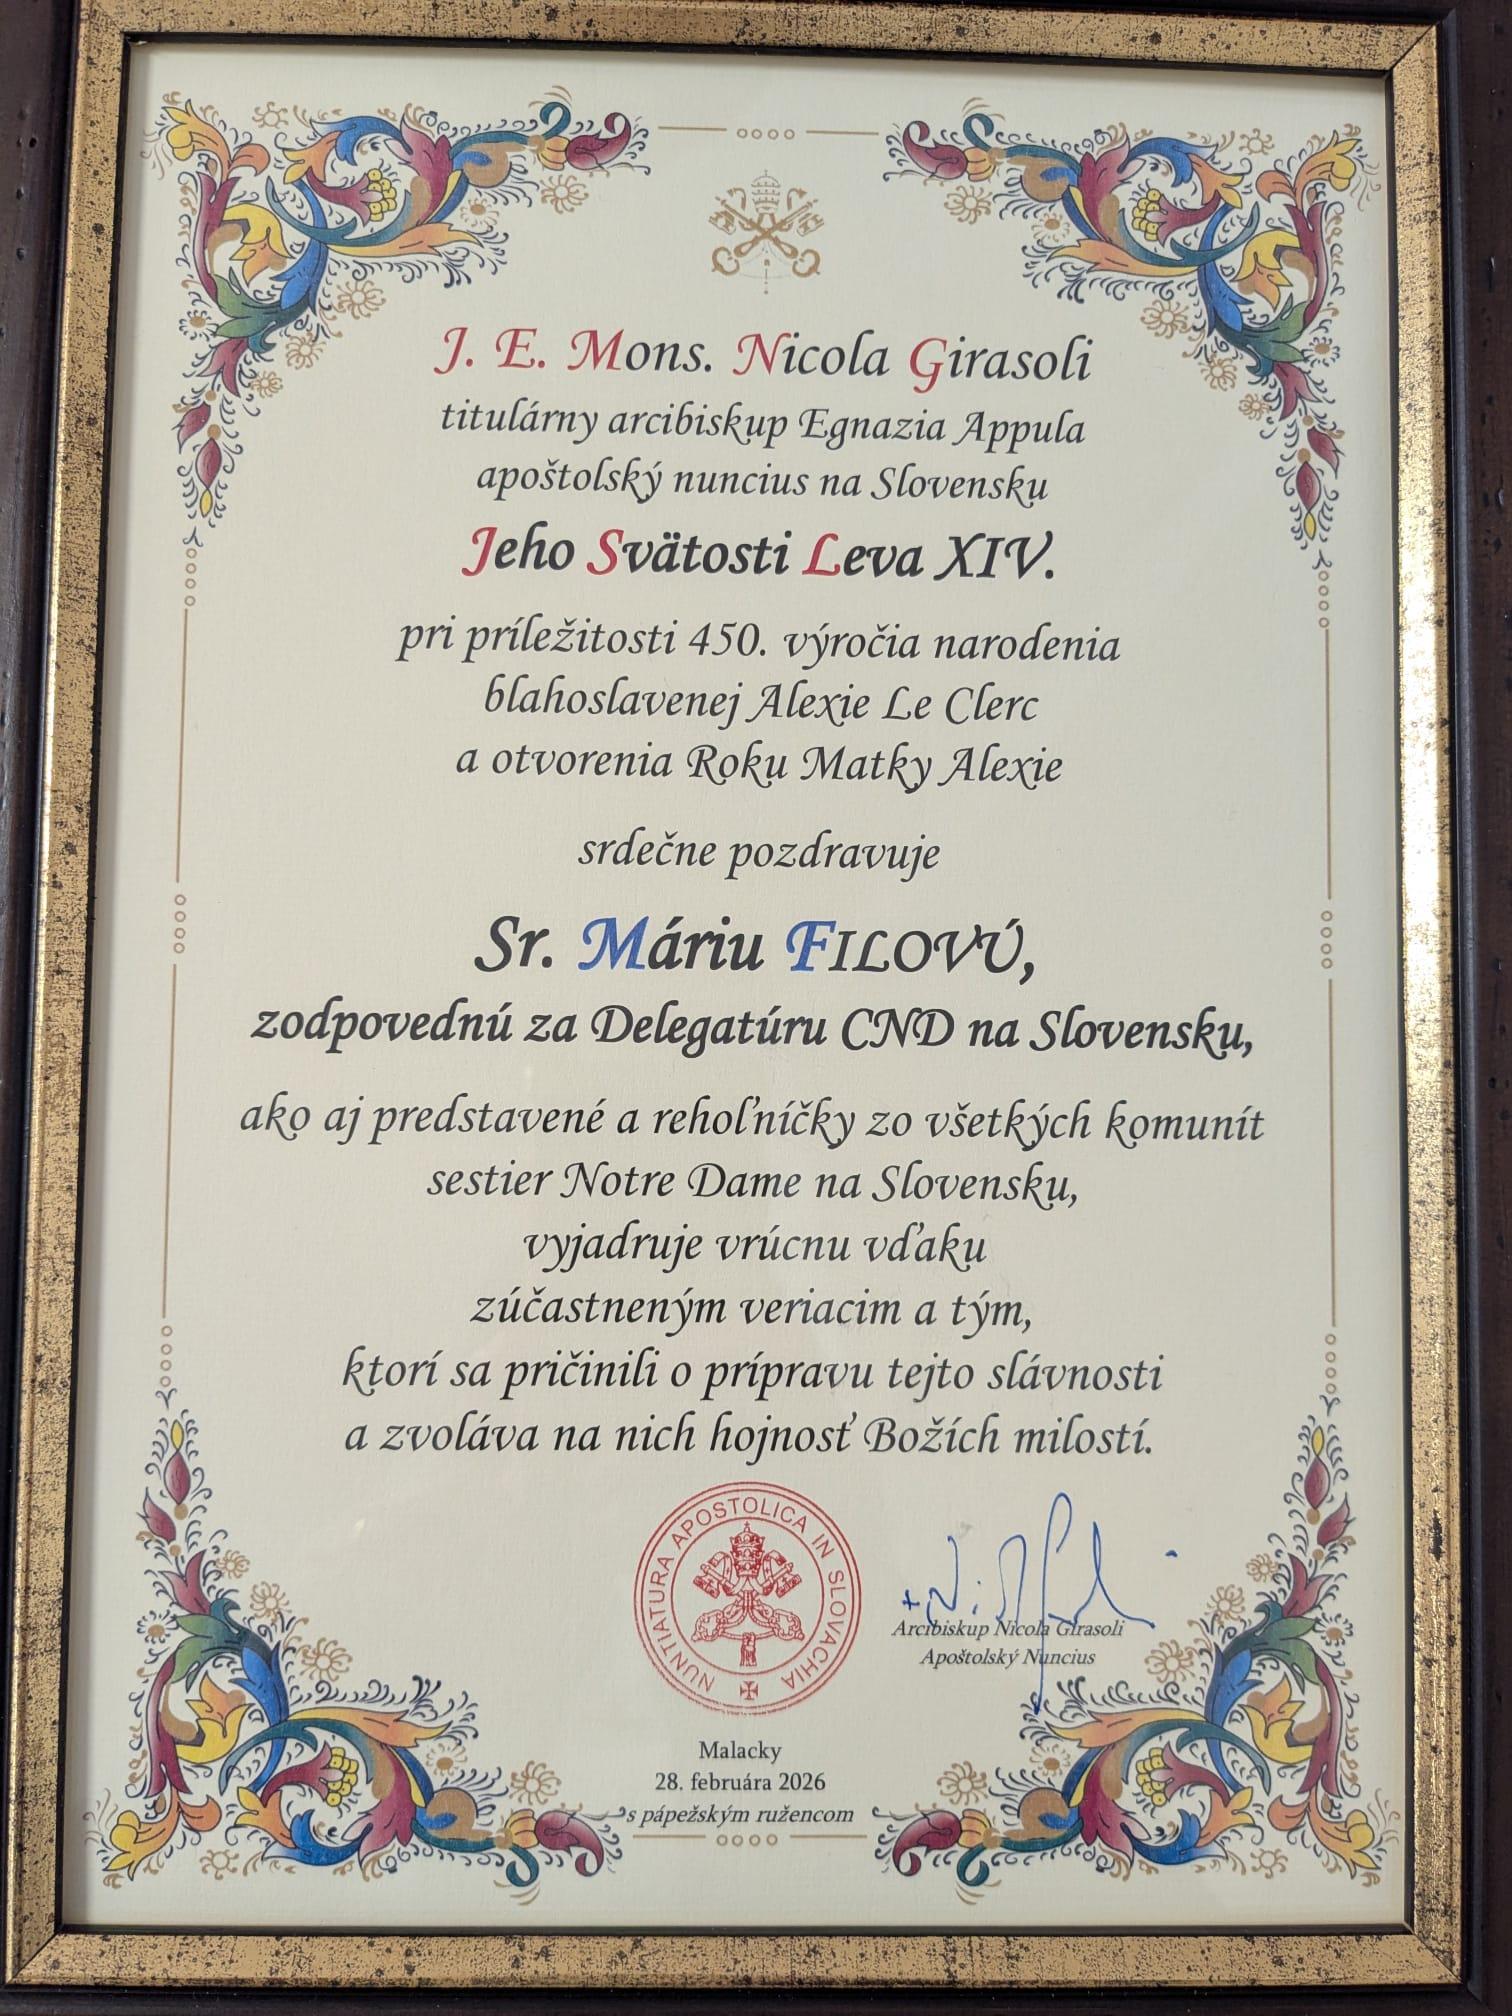 J. E. Mons. Nicola Girasoli
titulárny arcibiskup Egnazia Appula
apoštolský nuncius na Slovensku
Jeho Svätosti Leva XIV.
pri príležitosti 450. výročia narodenia
blahoslavenej Alexie Le Clerc
a otvorenia Roku Matky Alexie
srdečne pozdravuje
Sr. Máriu FILOVÚ,
zodpovednú za Delegatúru CND na Slovensku,
ako aj predstavené a rehoľníčky zo všetkých komunít
sestier Notre Dame na Slovensku,
vyjadruje vrúcnu vďaku
zúčastneným veriacim a tým,
ktorí sa pričinili o prípravu tejto slávnosti
a zvoláva na nich hojnosť Božích milostí.
NUNTIATURA APOSTOLICA IN SLOVACHIA
Arcibiskup Nicola Girasoli
Apoštolský Nuncius
Malacky
28. februára 2026
s pápežským ružencom